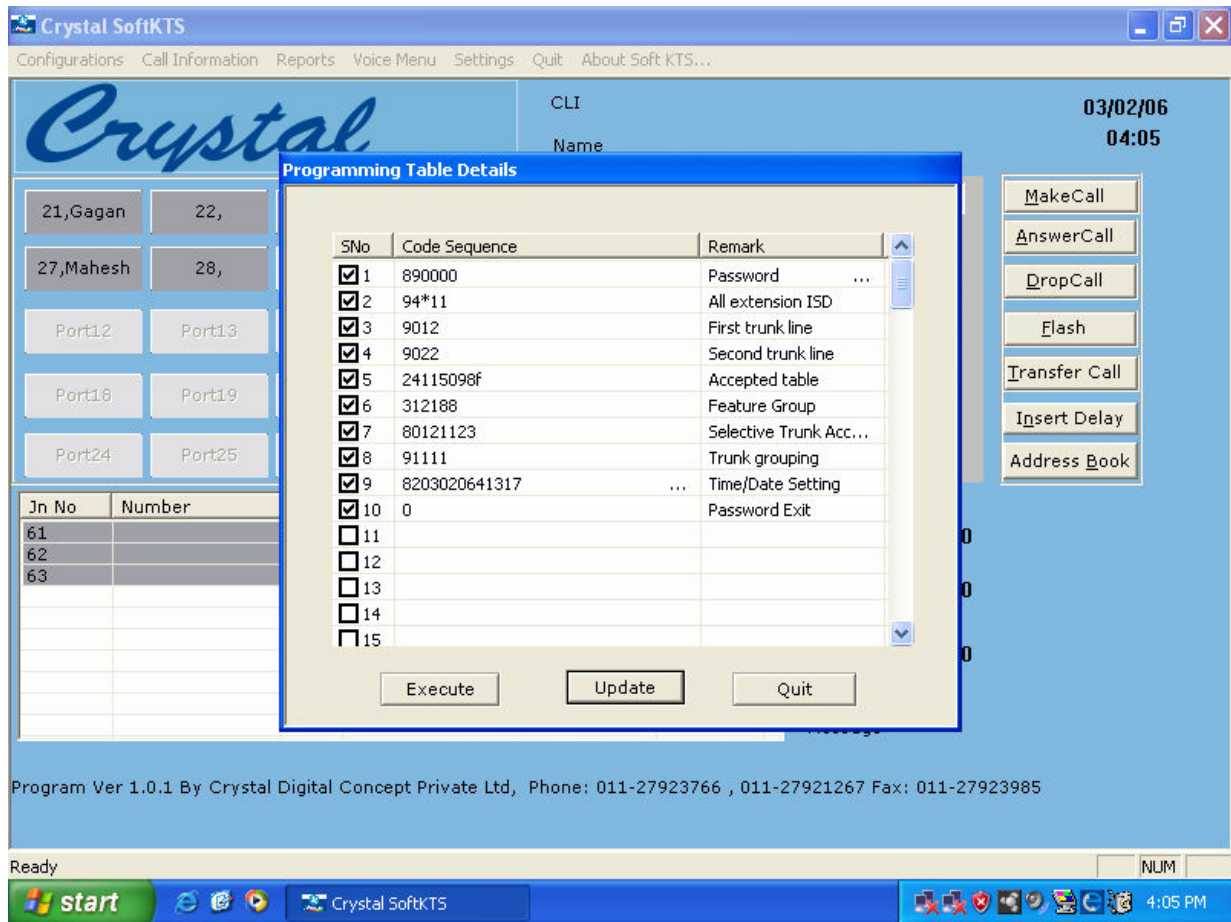 Crystal SoftKTS
Configurations Call Information Reports Voice Menu Settings Quit About Soft KTS...
Crystal
CLI
Name
03/02/06
04:05
Programming Table Details
21,Gagan 22,
27,Mahesh 28,
Port12 Port13
Port18 Port19
Port24 Port25
SNo Code Sequence Remark
1 890000 Password ...
2 94*11 All extension ISD
3 9012 First trunk line
4 9022 Second trunk line
5 24115098f Accepted table
6 312188 Feature Group
7 80121123 Selective Trunk Acc...
8 91111 Trunk grouping
9 8203020641317 ... Time/Date Setting
10 0 Password Exit
11
12
13
14
15
Execute Update Quit
MakeCall
AnswerCall
DropCall
Flash
Transfer Call
Insert Delay
Address Book
Jn No Number
61
62
63
0
0
0
Program Ver 1.0.1 By Crystal Digital Concept Private Ltd, Phone: 011-27923766 , 011-27921267 Fax: 011-27923985
Ready NUM
start Crystal SoftKTS 4:05 PM